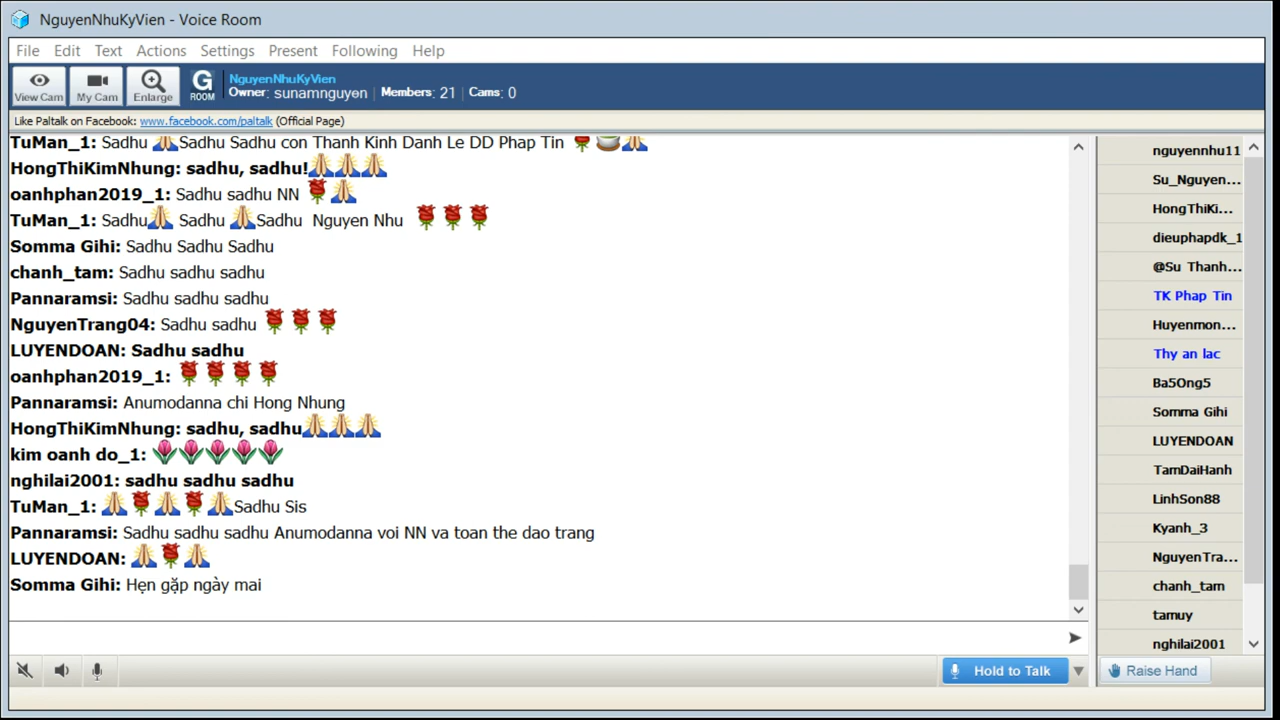 NguyenNhuKyVien - Voice Room
File Edit Text Actions Settings Present Following Help
View Cam My Cam Enlarge G ROOM NguyenNhuKyVien
Owner: sunamnguyen Members: 21 Cams: 0
Like Paltalk on Facebook: www.facebook.com/paltalk (Official Page)
TuMan_1: Sadhu 🙏Sadhu Sadhu con Thanh Kinh Danh Le DD Phap Tin
HongThiKimNhung: sadhu, sadhu!
oanhphan2019_1: Sadhu sadhu NN
TuMan_1: Sadhu Sadhu Sadhu Nguyen Nhu
Somma Gihi: Sadhu Sadhu Sadhu
chanh_tam: Sadhu sadhu sadhu
Pannaramsi: Sadhu sadhu sadhu
NguyenTrang04: Sadhu sadhu
LUYENDOAN: Sadhu sadhu
oanhphan2019_1:
Pannaramsi: Anumodanna chi Hong Nhung
HongThiKimNhung: sadhu, sadhu
kim oanh do_1:
nghilai2001: sadhu sadhu sadhu
TuMan_1: Sadhu Sis
Pannaramsi: Sadhu sadhu sadhu Anumodanna voi NN va toan the dao trang
LUYENDOAN:
Somma Gihi: Hẹn gặp ngày mai
nguyennhu11
Su_Nguyen...
HongThiKi...
dieuphapdk_1
@Su Thanh...
TK Phap Tin
Huyenmon...
Thy an lac
Ba5Ong5
Somma Gihi
LUYENDOAN
TamDaiHanh
LinhSon88
Kyanh_3
NguyenTra...
chanh_tam
tamuy
nghilai2001
Hold to Talk
Raise Hand